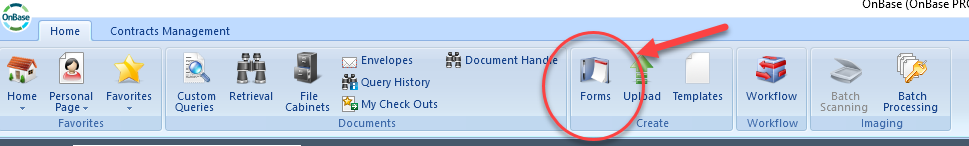 OnBase (OnBase PR
OnBase
Home Contracts Management
Envelopes Document Handle
Query History
My Check Outs
Home Personal Page Favorites Custom Queries Retrieval File Cabinets Forms Upload Templates Workflow Batch Scanning Batch Processing
Favorites Documents Create Workflow Imaging